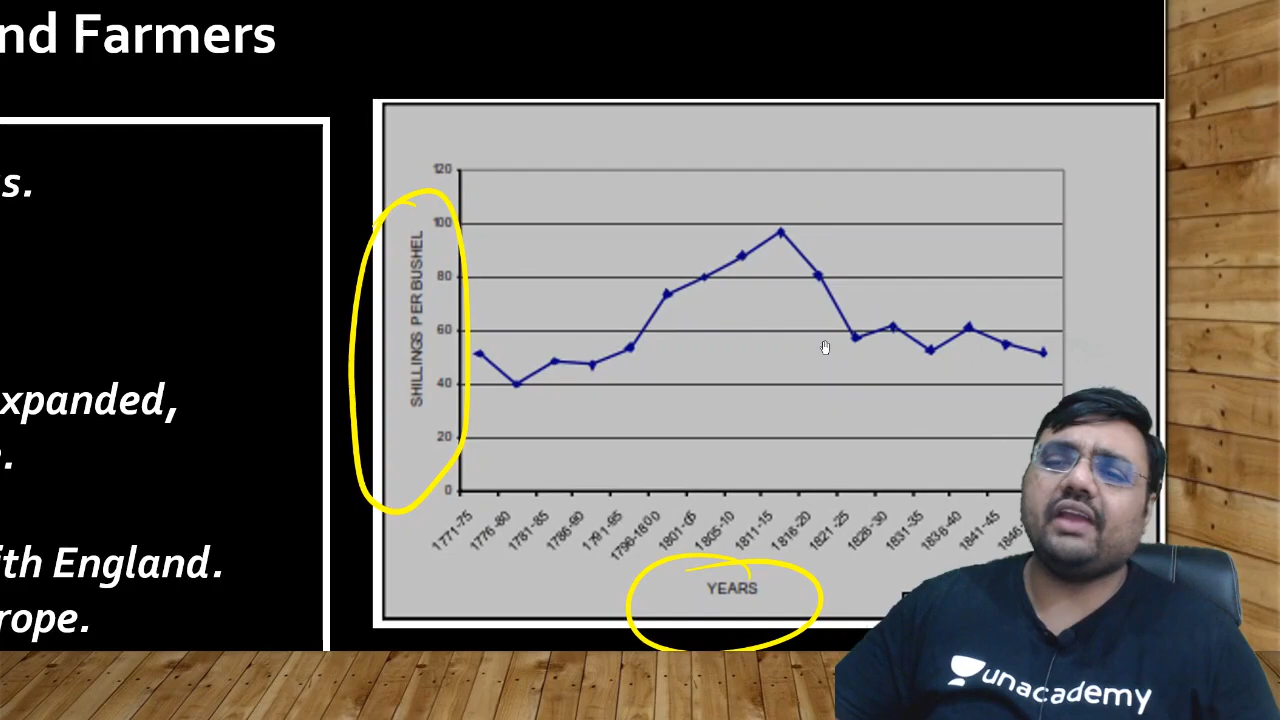 nd Farmers
s.
xpanded,
ith England.
rope.
120
100
80
60
40
20
0
SHILLINGS PER BUSHEL
1771-75
1776-80
1781-85
1786-90
1791-95
1796-1800
1801-05
1805-10
1811-15
1816-20
1821-25
1826-30
1831-35
1836-40
1841-45
YEARS
unacademy